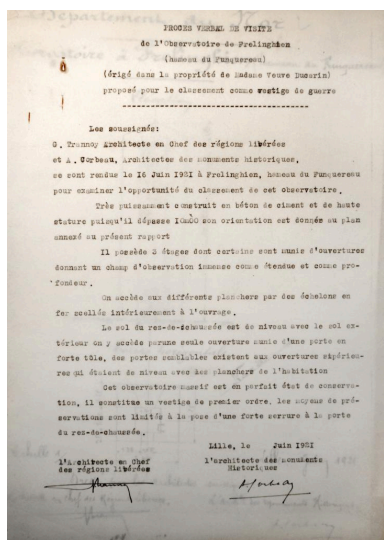 PROCES VERBAL DE VISITE
de l'Observatoire de Frelinghien
(hameau du Funquereau)
(érigé dans la propriété de Madame Veuve Ducarin)
proposé pour le classement comme vestige de guerre
Les soussignés:
G. Trannoy Architecte en Chef des régions libérées
et A. Corbeau, Architectes des monuments historiques,
se sont rendus le 16 Juin 1921 à Frelinghien, hameau du Funquereau
pour examiner l'opportunité du classement de cet observatoire.
Très puissamment construit en béton de ciment et de haute
stature puisqu'il dépasse son orientation est donnée au plan
annexé au présent rapport
Il possède étages dont certains sont munis d'ouvertures
donnant un champ d'observation immense comme étendue et comme pro-
fondeur.
On accède aux différents planchers par des échelons en
fer scellés intérieurement à l'ouvrage.
Le sol du rez-de-chaussée est de niveau avec le sol ex-
térieur on y accède par une seule ouverture munie d'une porte en
forte tôle, des portes semblables existent aux ouvertures supérieu-
res qui étaient de niveau avec les planchers de l'habitation
Cet observatoire massif est en parfait état de conserva-
tion, il constitue un vestige de premier ordre, les moyens de pré-
servations sont limités à la pose d'une forte serrure à la porte
du rez-de-chaussée.
Lille, le Juin 1921
l'Architecte en Chef
des régions libérées
l'architecte des monuments
Historiques